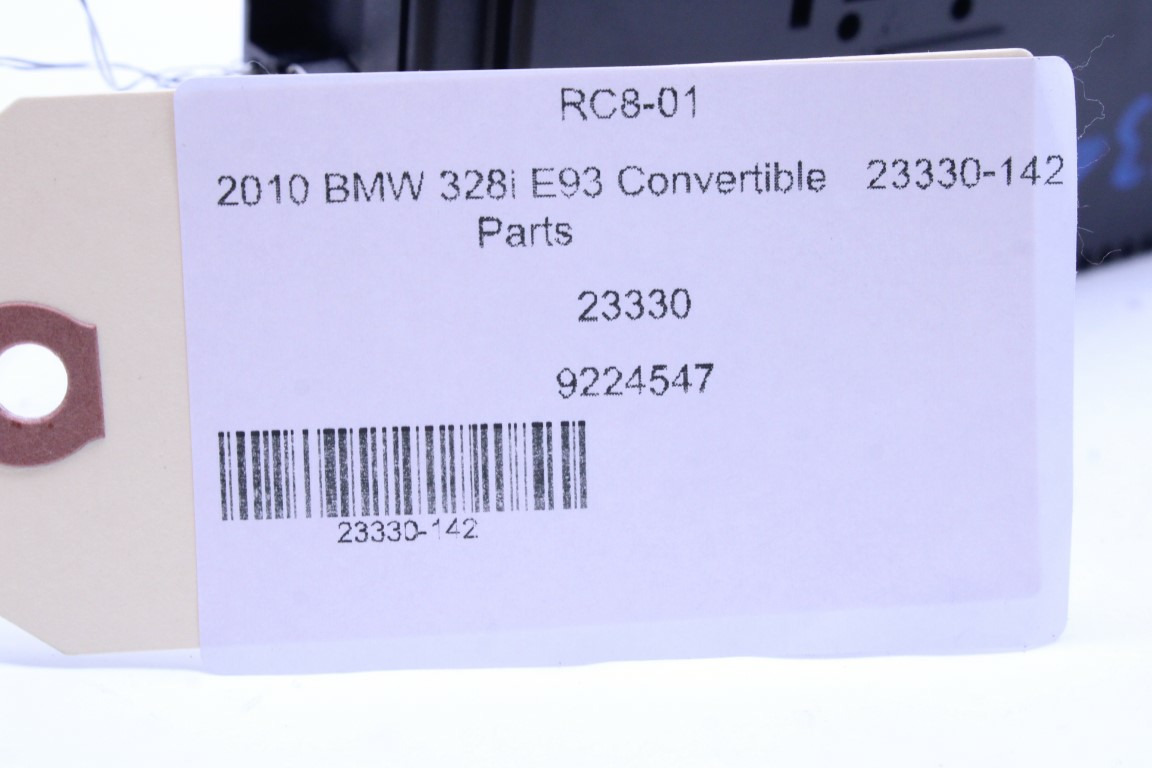 RC8-01
2010 BMW 328i E93 Convertible 23330-142
Parts
23330
9224547
23330-142